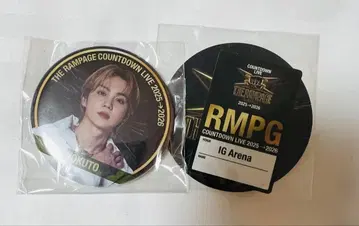 THE RAMPAGE COUNTDOWN LIVE 2025→2026
COUNTDOWN
LIVE
THE RAMPAGE
2025→2026
RMPG
COUNTDOWN LIVE 2025→2026
IG Arena
NAME